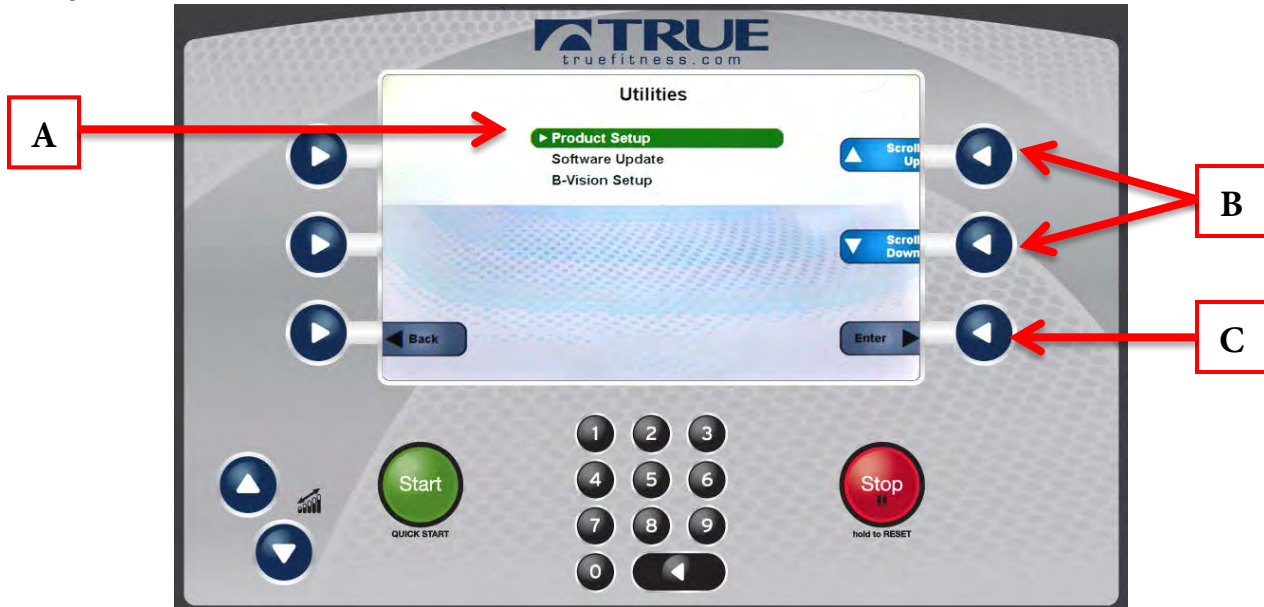 TRUE
truefitness.com
Utilities
A
Product Setup
Software Update
B-Vision Setup
Scroll
Up
B
Scroll
Down
Back
Enter
C
1 2 3
4 5 6
7 8 9
0
Start
QUICK START
Stop
hold to RESET